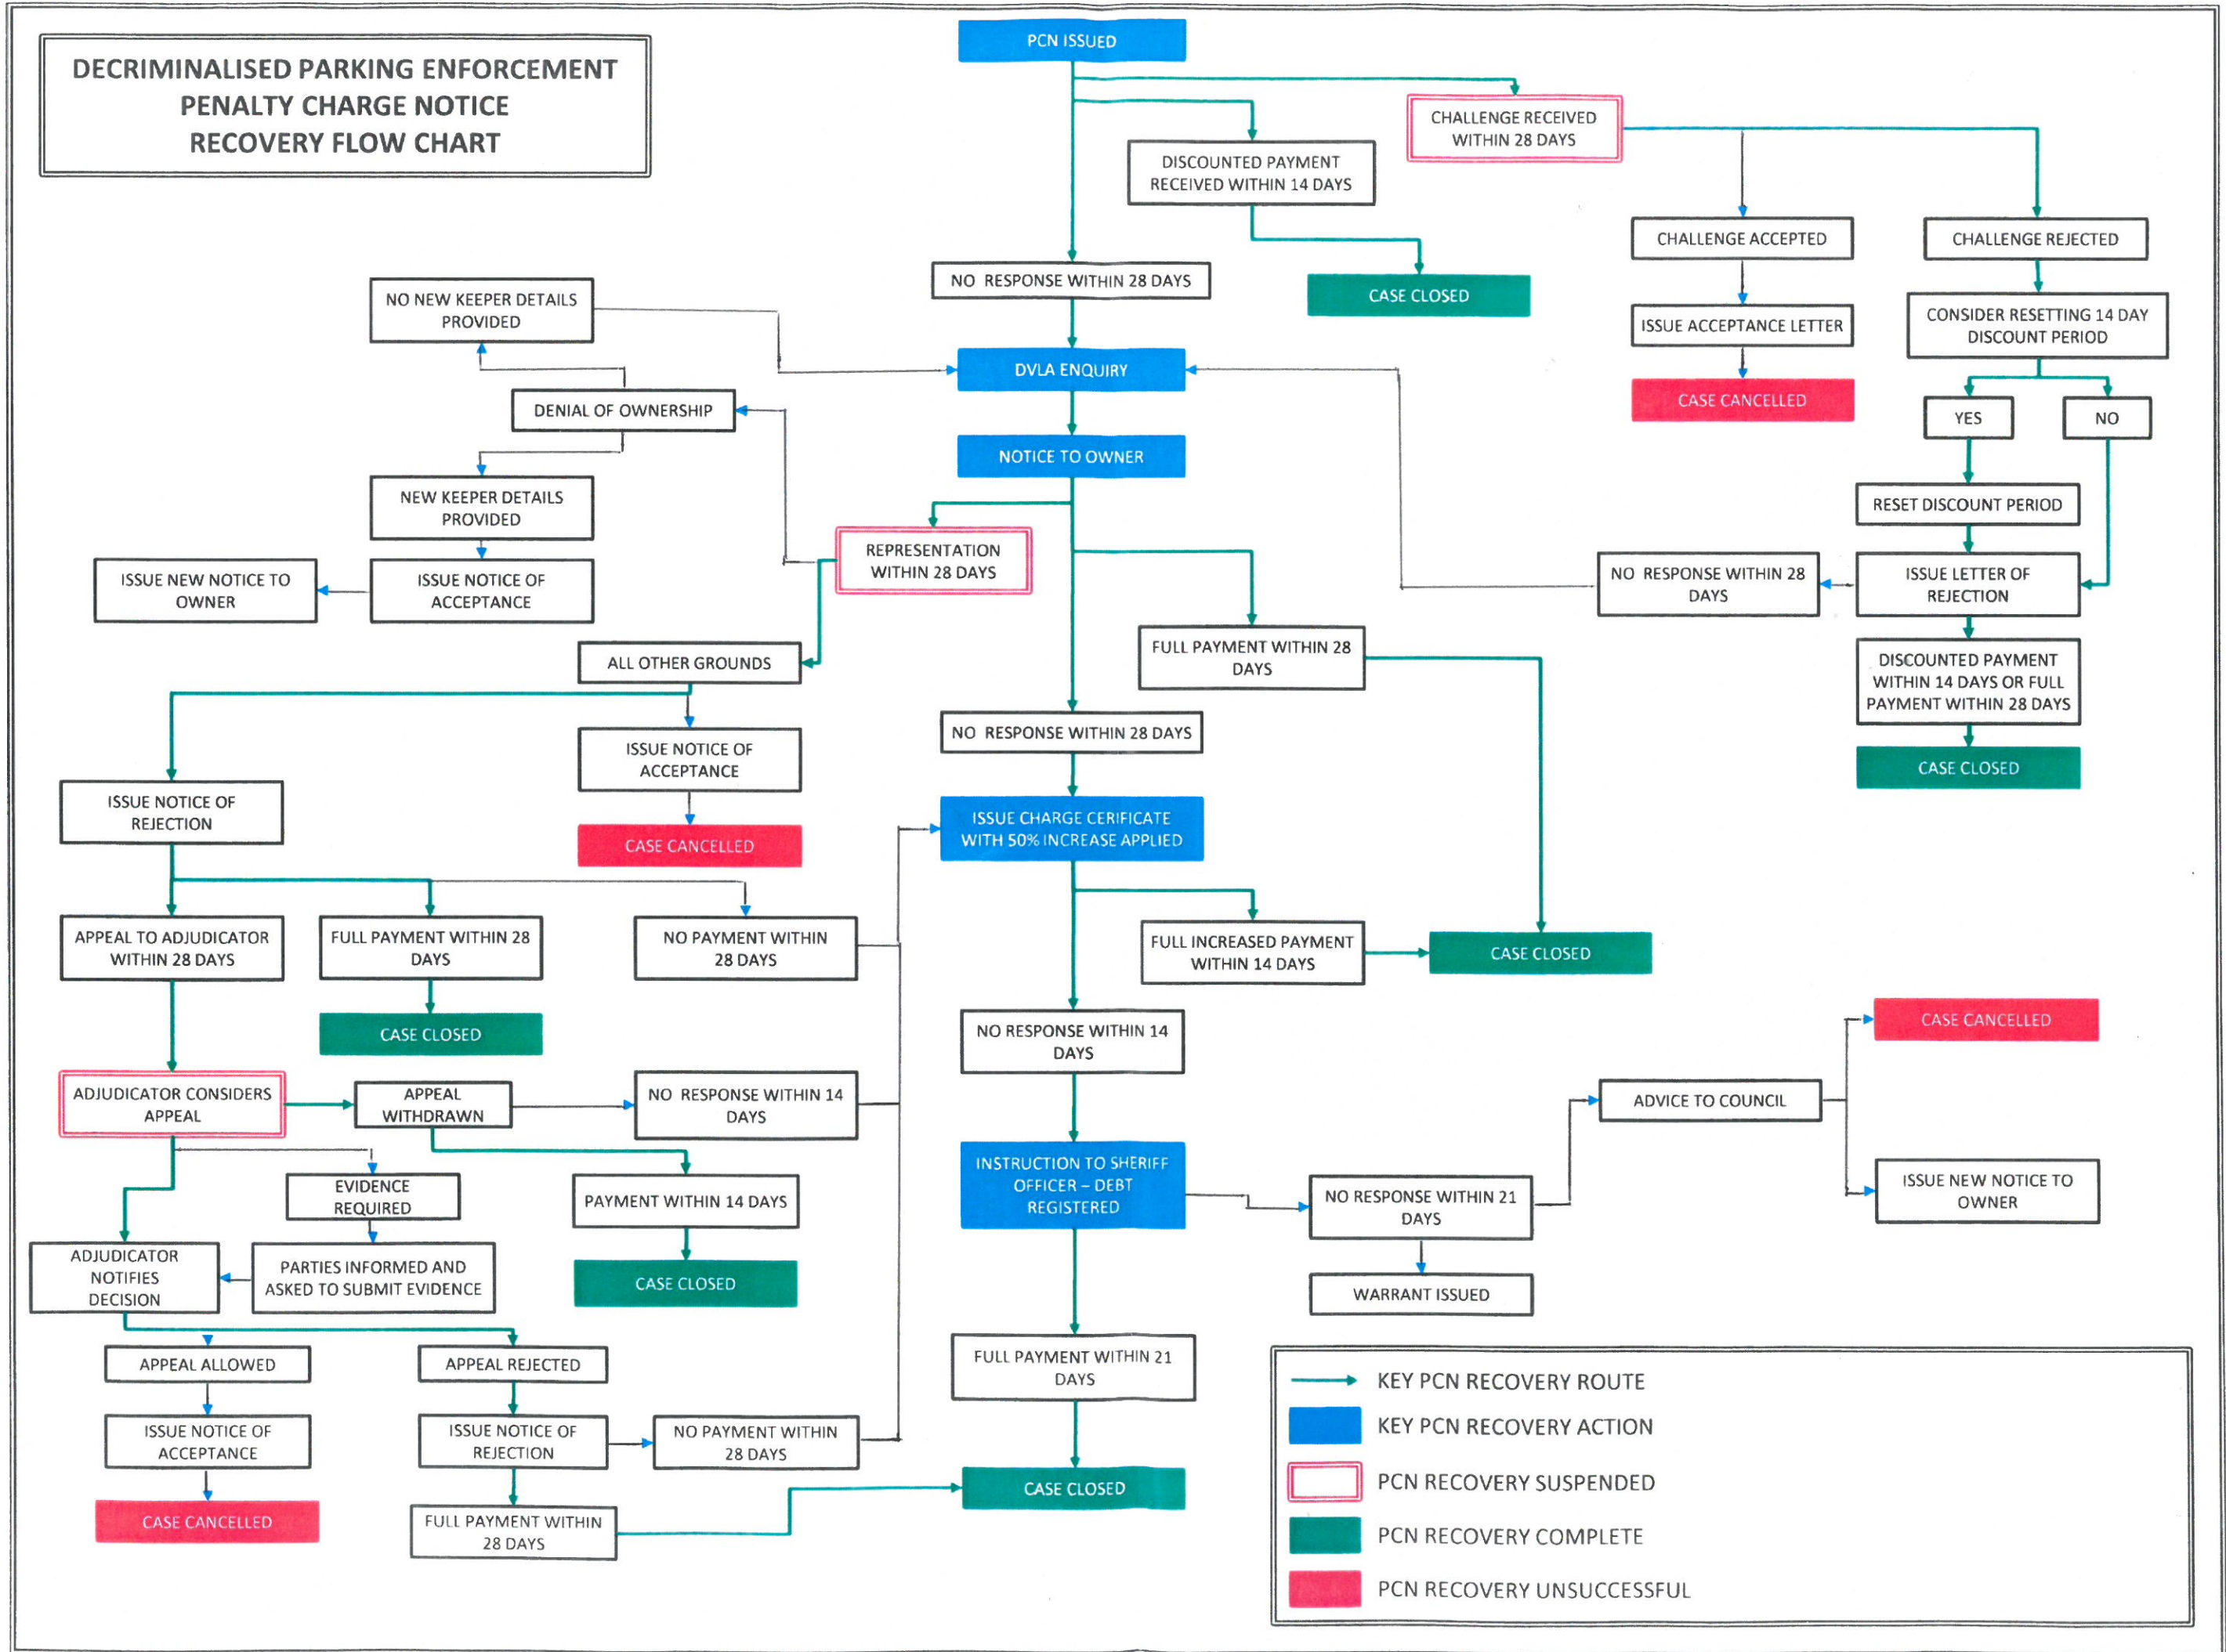 DECRIMINALISED PARKING ENFORCEMENT
PENALTY CHARGE NOTICE
RECOVERY FLOW CHART
PCN ISSUED
CHALLENGE RECEIVED
WITHIN 28 DAYS
DISCOUNTED PAYMENT
RECEIVED WITHIN 14 DAYS
CHALLENGE ACCEPTED
CHALLENGE REJECTED
NO RESPONSE WITHIN 28 DAYS
CASE CLOSED
NO NEW KEEPER DETAILS
PROVIDED
ISSUE ACCEPTANCE LETTER
CONSIDER RESETTING 14 DAY
DISCOUNT PERIOD
DVLA ENQUIRY
CASE CANCELLED
DENIAL OF OWNERSHIP
YES
NO
NOTICE TO OWNER
NEW KEEPER DETAILS
PROVIDED
RESET DISCOUNT PERIOD
REPRESENTATION
WITHIN 28 DAYS
ISSUE NEW NOTICE TO
OWNER
ISSUE NOTICE OF
ACCEPTANCE
NO RESPONSE WITHIN 28
DAYS
ISSUE LETTER OF
REJECTION
ALL OTHER GROUNDS
FULL PAYMENT WITHIN 28
DAYS
DISCOUNTED PAYMENT
WITHIN 14 DAYS OR FULL
PAYMENT WITHIN 28 DAYS
NO RESPONSE WITHIN 28 DAYS
ISSUE NOTICE OF
ACCEPTANCE
CASE CLOSED
ISSUE NOTICE OF
REJECTION
ISSUE CHARGE CERIFICATE
WITH 50% INCREASE APPLIED
CASE CANCELLED
APPEAL TO ADJUDICATOR
WITHIN 28 DAYS
FULL PAYMENT WITHIN 28
DAYS
NO PAYMENT WITHIN
28 DAYS
FULL INCREASED PAYMENT
WITHIN 14 DAYS
CASE CLOSED
CASE CLOSED
NO RESPONSE WITHIN 14
DAYS
CASE CANCELLED
ADJUDICATOR CONSIDERS
APPEAL
APPEAL
WITHDRAWN
NO RESPONSE WITHIN 14
DAYS
ADVICE TO COUNCIL
INSTRUCTION TO SHERIFF
OFFICER – DEBT
REGISTERED
EVIDENCE
REQUIRED
PAYMENT WITHIN 14 DAYS
NO RESPONSE WITHIN 21
DAYS
ISSUE NEW NOTICE TO
OWNER
ADJUDICATOR
NOTIFIES
DECISION
PARTIES INFORMED AND
ASKED TO SUBMIT EVIDENCE
CASE CLOSED
WARRANT ISSUED
APPEAL ALLOWED
APPEAL REJECTED
FULL PAYMENT WITHIN 21
DAYS
ISSUE NOTICE OF
ACCEPTANCE
ISSUE NOTICE OF
REJECTION
NO PAYMENT WITHIN
28 DAYS
CASE CLOSED
CASE CANCELLED
FULL PAYMENT WITHIN
28 DAYS
KEY PCN RECOVERY ROUTE
KEY PCN RECOVERY ACTION
PCN RECOVERY SUSPENDED
PCN RECOVERY COMPLETE
PCN RECOVERY UNSUCCESSFUL